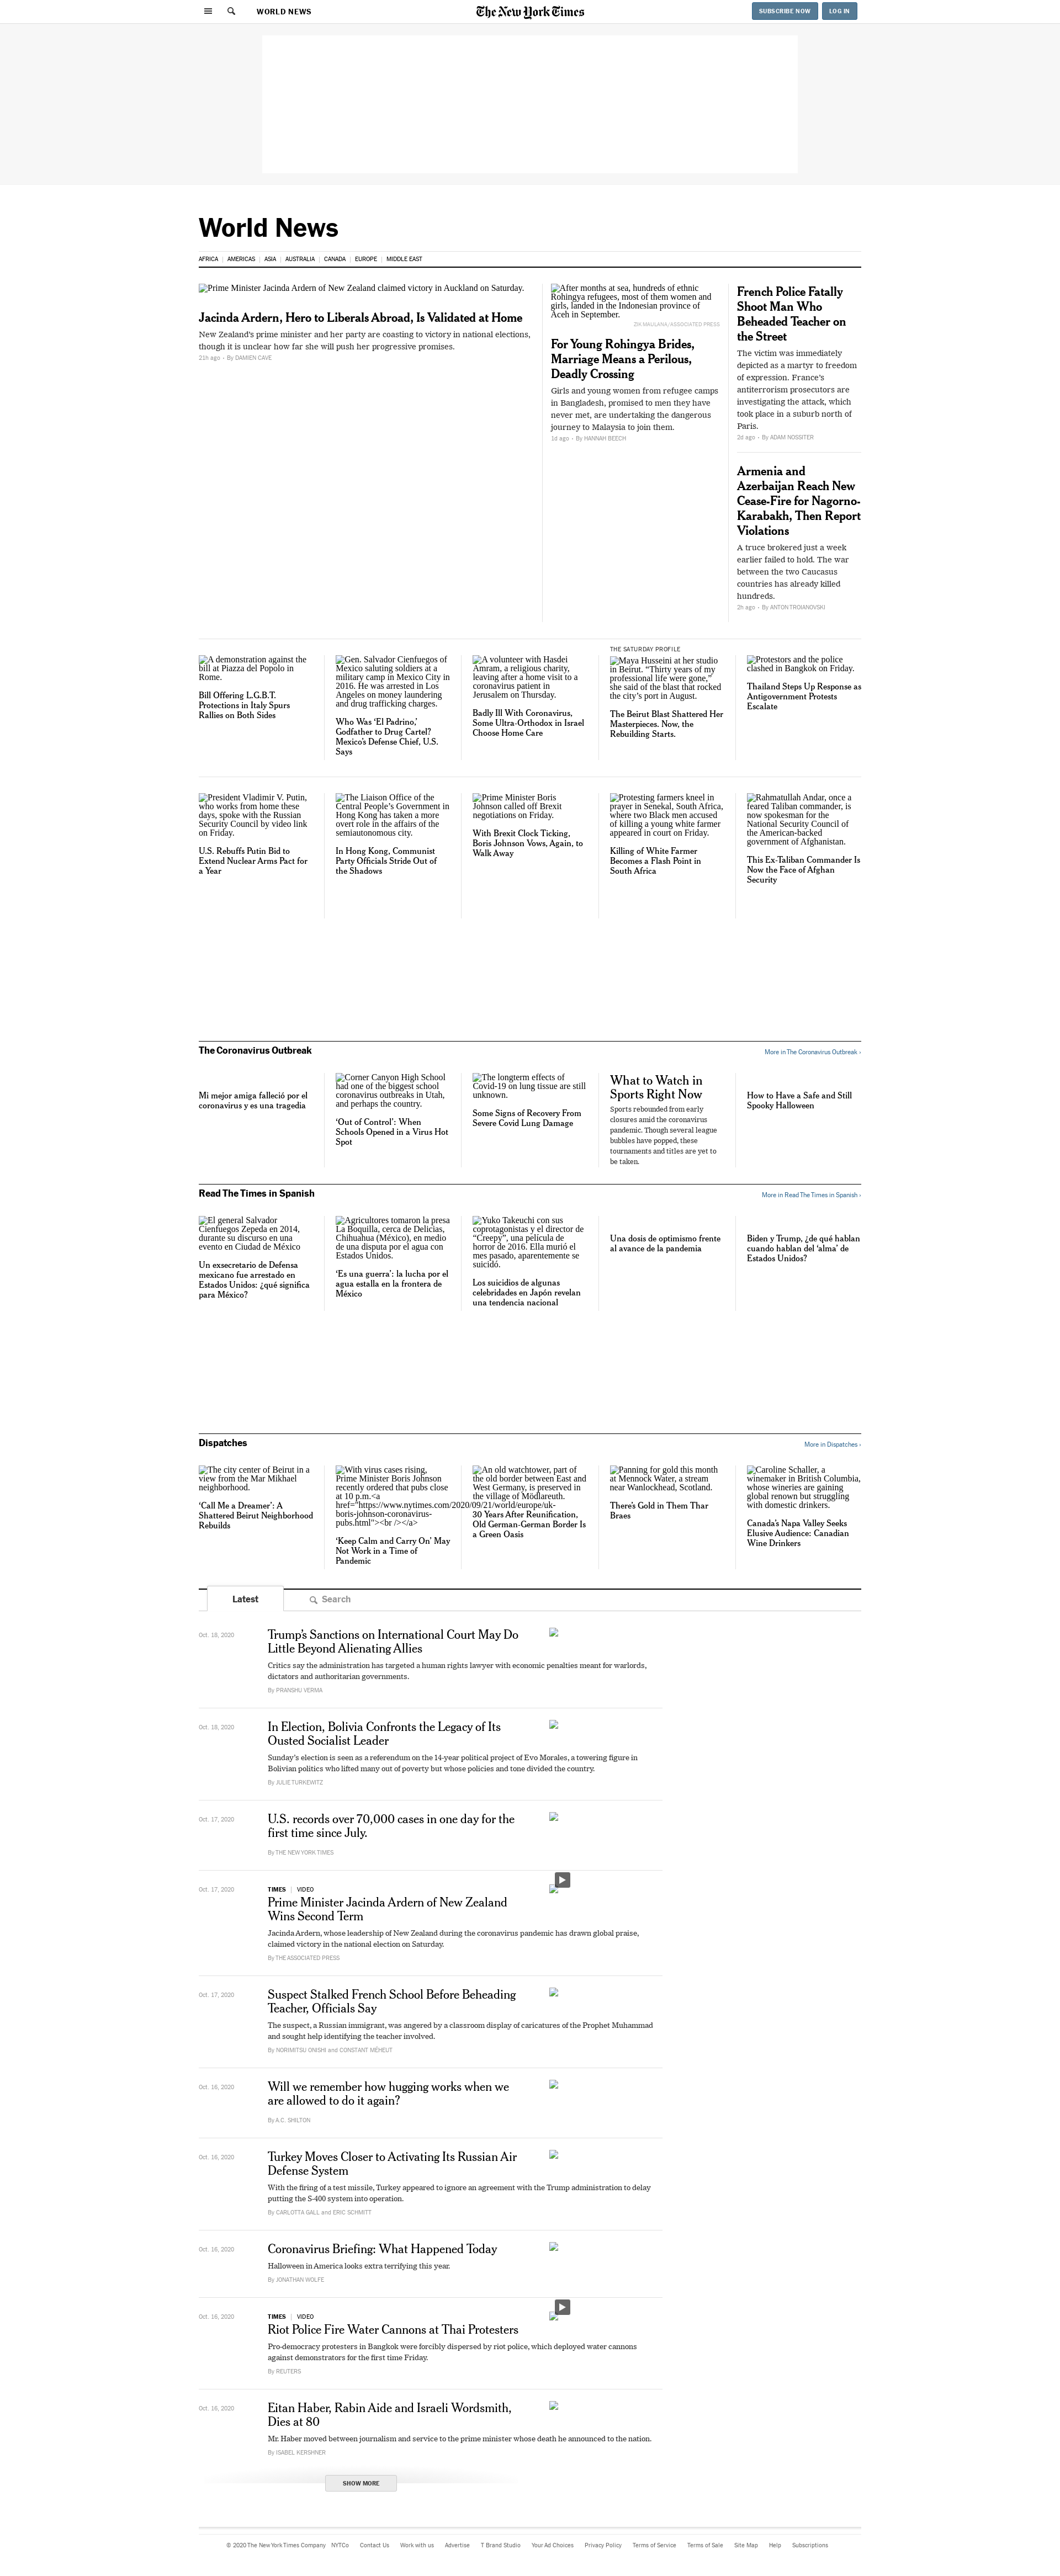 WORLD NEWS
The New York Times
SUBSCRIBE NOW
LOG IN
World News
AFRICA
AMERICAS
ASIA
AUSTRALIA
CANADA
EUROPE
MIDDLE EAST
Prime Minister Jacinda Ardern of New Zealand claimed victory in Auckland on Saturday.
Jacinda Ardern, Hero to Liberals Abroad, Is Validated at Home
New Zealand's prime minister and her party are coasting to victory in national elections,
though it is unclear how far she will push her progressive promises.
21h ago · By DAMIEN CAVE
After months at sea, hundreds of ethnic
Rohingya refugees, most of them women and
girls, landed in the Indonesian province of
Aceh in September.
ZIK MAULANA/ASSOCIATED PRESS
For Young Rohingya Brides,
Marriage Means a Perilous,
Deadly Crossing
Girls and young women from refugee camps
in Bangladesh, promised to men they have
never met, are undertaking the dangerous
journey to Malaysia to join them.
1d ago · By HANNAH BEECH
French Police Fatally
Shoot Man Who
Beheaded Teacher on
the Street
The victim was immediately
depicted as a martyr to freedom
of expression. France's
antiterrorism prosecutors are
investigating the attack, which
took place in a suburb north of
Paris.
2d ago · By ADAM NOSSITER
Armenia and
Azerbaijan Reach New
Cease-Fire for Nagorno-
Karabakh, Then Report
Violations
A truce brokered just a week
earlier failed to hold. The war
between the two Caucasus
countries has already killed
hundreds.
2h ago · By ANTON TROIANOVSKI
A demonstration against the
bill at Piazza del Popolo in
Rome.
Bill Offering L.G.B.T.
Protections in Italy Spurs
Rallies on Both Sides
Gen. Salvador Cienfuegos of
Mexico saluting soldiers at a
military camp in Mexico City in
2016. He was arrested in Los
Angeles on money laundering
and drug trafficking charges.
Who Was 'El Padrino,'
Godfather to Drug Cartel?
Mexico's Defense Chief, U.S.
Says
A volunteer with Hasdei
Amram, a religious charity,
leaving after a home visit to a
coronavirus patient in
Jerusalem on Thursday.
Badly Ill With Coronavirus,
Some Ultra-Orthodox in Israel
Choose Home Care
THE SATURDAY PROFILE
Maya Husseini at her studio
in Beirut. "Thirty years of my
professional life were gone,"
she said of the blast that rocked
the city's port in August.
The Beirut Blast Shattered Her
Masterpieces. Now, the
Rebuilding Starts.
Protestors and the police
clashed in Bangkok on Friday.
Thailand Steps Up Response as
Antigovernment Protests
Escalate
President Vladimir V. Putin,
who works from home these
days, spoke with the Russian
Security Council by video link
on Friday.
U.S. Rebuffs Putin Bid to
Extend Nuclear Arms Pact for
a Year
The Liaison Office of the
Central People's Government in
Hong Kong has taken a more
overt role in the affairs of the
semiautonomous city.
In Hong Kong, Communist
Party Officials Stride Out of
the Shadows
Prime Minister Boris
Johnson called off Brexit
negotiations on Friday.
With Brexit Clock Ticking,
Boris Johnson Vows, Again, to
Walk Away
Protesting farmers kneel in
prayer in Senekal, South Africa,
where two Black men accused
of killing a young white farmer
appeared in court on Friday.
Killing of White Farmer
Becomes a Flash Point in
South Africa
Rahmatullah Andar, once a
feared Taliban commander, is
now spokesman for the
National Security Council of
the American-backed
government of Afghanistan.
This Ex-Taliban Commander Is
Now the Face of Afghan
Security
The Coronavirus Outbreak
More in The Coronavirus Outbreak ›
Mi mejor amiga falleció por el
coronavirus y es una tragedia
Corner Canyon High School
had one of the biggest school
coronavirus outbreaks in Utah,
and perhaps the country.
'Out of Control': When
Schools Opened in a Virus Hot
Spot
The longterm effects of
Covid-19 on lung tissue are still
unknown.
Some Signs of Recovery From
Severe Covid Lung Damage
What to Watch in
Sports Right Now
Sports rebounded from early
closures amid the coronavirus
pandemic. Though several league
bubbles have popped, these
tournaments and titles are yet to
be taken.
How to Have a Safe and Still
Spooky Halloween
Read The Times in Spanish
More in Read The Times in Spanish ›
El general Salvador
Cienfuegos Zepeda en 2014,
durante su discurso en una
evento en Ciudad de México
Un exsecretario de Defensa
mexicano fue arrestado en
Estados Unidos: ¿qué significa
para México?
Agricultores tomaron la presa
La Boquilla, cerca de Delicias,
Chihuahua (México), en medio
de una disputa por el agua con
Estados Unidos.
'Es una guerra': la lucha por el
agua estalla en la frontera de
México
Yuko Takeuchi con sus
coprotagonistas y el director de
"Creepy", una película de
horror de 2016. Ella murió el
mes pasado, aparentemente se
suicidó.
Los suicidios de algunas
celebridades en Japón revelan
una tendencia nacional
Una dosis de optimismo frente
al avance de la pandemia
Biden y Trump, ¿de qué hablan
cuando hablan del 'alma' de
Estados Unidos?
Dispatches
More in Dispatches ›
The city center of Beirut in a
view from the Mar Mikhael
neighborhood.
'Call Me a Dreamer': A
Shattered Beirut Neighborhood
Rebuilds
With virus cases rising,
Prime Minister Boris Johnson
recently ordered that pubs close
at 10 p.m.<a
href="https://www.nytimes.com/2020/09/21/world/europe/uk-
boris-johnson-coronavirus-
pubs.html"><br /></a>
'Keep Calm and Carry On' May
Not Work in a Time of
Pandemic
An old watchtower, part of
the old border between East and
West Germany, is preserved in
the village of Mödlareuth.
30 Years After Reunification,
Old German-German Border Is
a Green Oasis
Panning for gold this month
at Mennock Water, a stream
near Wanlockhead, Scotland.
There's Gold in Them Thar
Braes
Caroline Schaller, a
winemaker in British Columbia,
whose wineries are gaining
global renown but struggling
with domestic drinkers.
Canada's Napa Valley Seeks
Elusive Audience: Canadian
Wine Drinkers
Latest
Search
Oct. 18, 2020
Trump's Sanctions on International Court May Do
Little Beyond Alienating Allies
Critics say the administration has targeted a human rights lawyer with economic penalties meant for warlords,
dictators and authoritarian governments.
By PRANSHU VERMA
Oct. 18, 2020
In Election, Bolivia Confronts the Legacy of Its
Ousted Socialist Leader
Sunday's election is seen as a referendum on the 14-year political project of Evo Morales, a towering figure in
Bolivian politics who lifted many out of poverty but whose policies and tone divided the country.
By JULIE TURKEWITZ
Oct. 17, 2020
U.S. records over 70,000 cases in one day for the
first time since July.
By THE NEW YORK TIMES
Oct. 17, 2020
TIMES | VIDEO
Prime Minister Jacinda Ardern of New Zealand
Wins Second Term
Jacinda Ardern, whose leadership of New Zealand during the coronavirus pandemic has drawn global praise,
claimed victory in the national election on Saturday.
By THE ASSOCIATED PRESS
Oct. 17, 2020
Suspect Stalked French School Before Beheading
Teacher, Officials Say
The suspect, a Russian immigrant, was angered by a classroom display of caricatures of the Prophet Muhammad
and sought help identifying the teacher involved.
By NORIMITSU ONISHI and CONSTANT MÉHEUT
Oct. 16, 2020
Will we remember how hugging works when we
are allowed to do it again?
By A.C. SHILTON
Oct. 16, 2020
Turkey Moves Closer to Activating Its Russian Air
Defense System
With the firing of a test missile, Turkey appeared to ignore an agreement with the Trump administration to delay
putting the S-400 system into operation.
By CARLOTTA GALL and ERIC SCHMITT
Oct. 16, 2020
Coronavirus Briefing: What Happened Today
Halloween in America looks extra terrifying this year.
By JONATHAN WOLFE
Oct. 16, 2020
TIMES | VIDEO
Riot Police Fire Water Cannons at Thai Protesters
Pro-democracy protesters in Bangkok were forcibly dispersed by riot police, which deployed water cannons
against demonstrators for the first time Friday.
By REUTERS
Oct. 16, 2020
Eitan Haber, Rabin Aide and Israeli Wordsmith,
Dies at 80
Mr. Haber moved between journalism and service to the prime minister whose death he announced to the nation.
By ISABEL KERSHNER
SHOW MORE
© 2020 The New York Times Company
NYTCo
Contact Us
Work with us
Advertise
T Brand Studio
Your Ad Choices
Privacy Policy
Terms of Service
Terms of Sale
Site Map
Help
Subscriptions